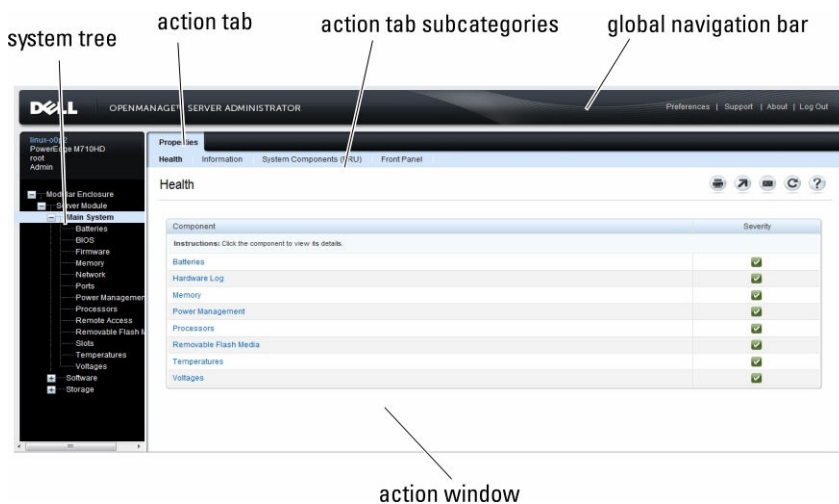 action tab
action tab subcategories
global navigation bar
system tree
DELL
OPENMANAGE™ SERVER ADMINISTRATOR
Preferences | Support | About | Log Out
PowerEdge M710HD
root
Admin
Properties
Health Information System Components (FRU) Front Panel
Health
Modular Enclosure
Server Module
Main System
Batteries
BIOS
Firmware
Memory
Network
Ports
Power Managemen
Processors
Remote Access
Removable Flash M
Slots
Temperatures
Voltages
Software
Storage
Component Severity
Instructions: Click the component to view its details.
Batteries
Hardware Log
Memory
Power Management
Processors
Removable Flash Media
Temperatures
Voltages
action window